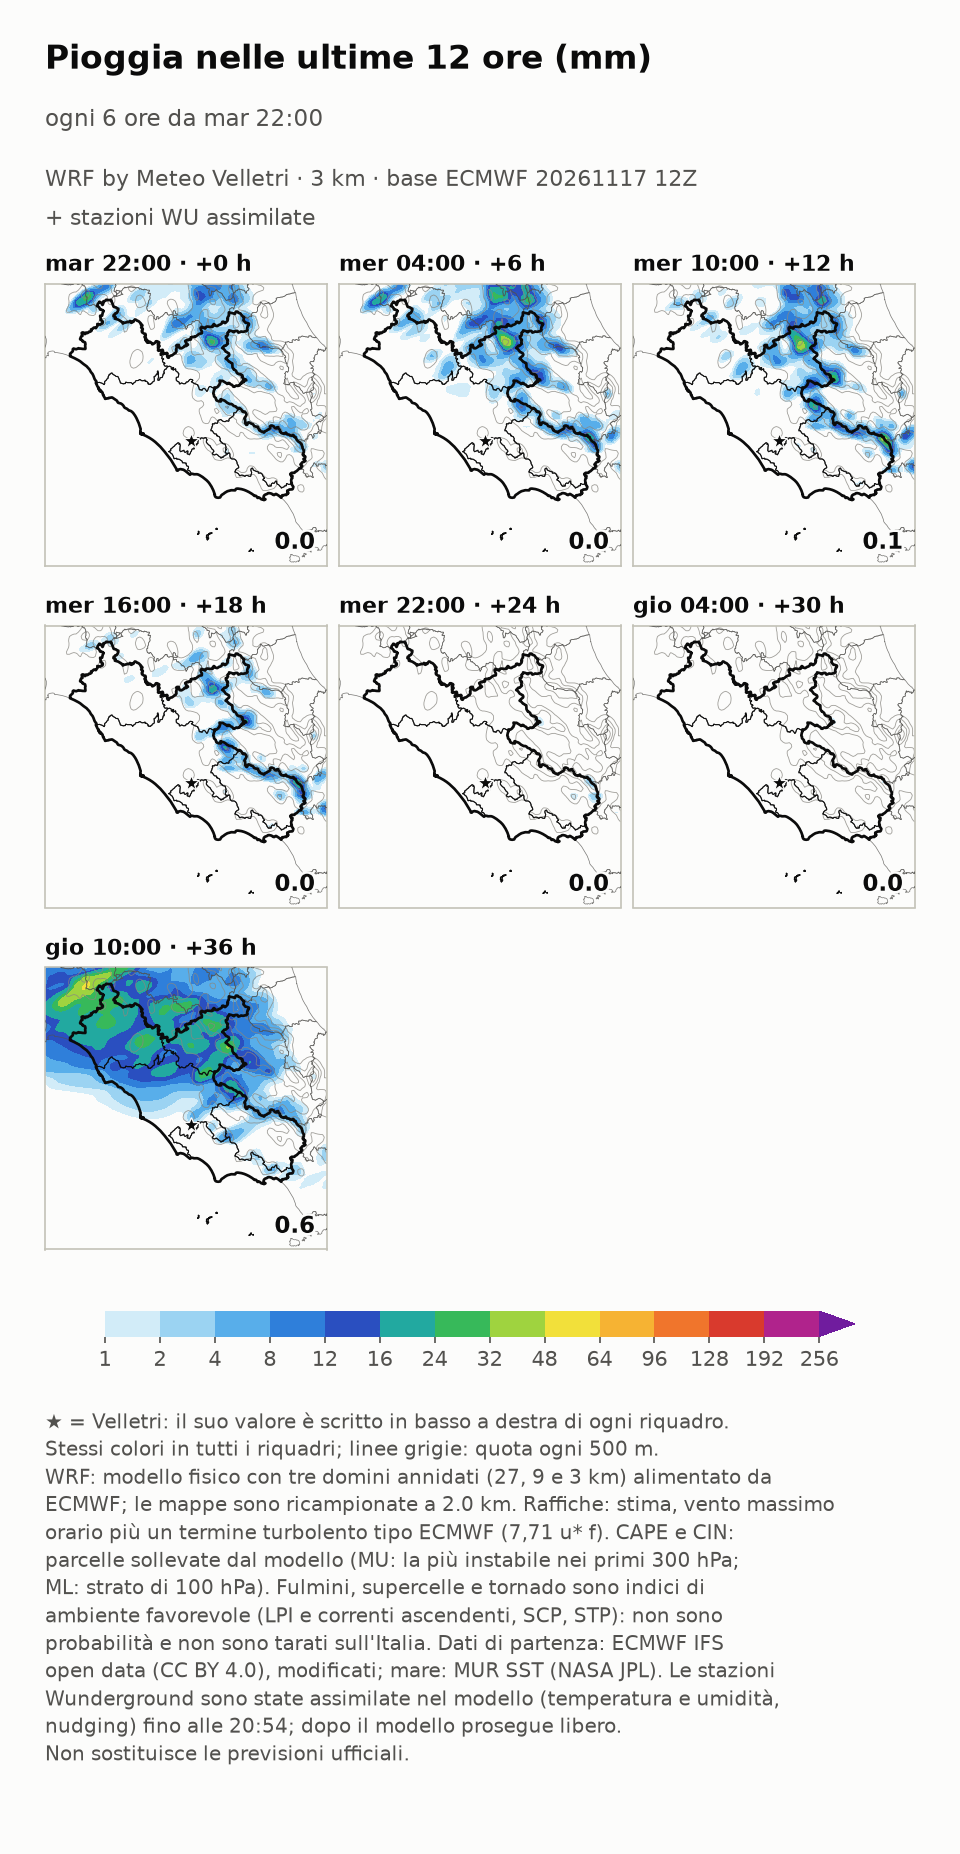 Pioggia nelle ultime 12 ore (mm)
ogni 6 ore da mar 22:00
WRF by Meteo Velletri · 3 km · base ECMWF 20261117 12Z
+ stazioni WU assimilate
mar 22:00 · +0 h
mer 04:00 · +6 h
mer 10:00 · +12 h
0.0
0.0
0.1
mer 16:00 · +18 h
mer 22:00 · +24 h
gio 04:00 · +30 h
0.0
0.0
0.0
gio 10:00 · +36 h
0.6
1 2 4 8 12 16 24 32 48 64 96 128 192 256
★ = Velletri: il suo valore è scritto in basso a destra di ogni riquadro.
Stessi colori in tutti i riquadri; linee grigie: quota ogni 500 m.
WRF: modello fisico con tre domini annidati (27, 9 e 3 km) alimentato da
ECMWF; le mappe sono ricampionate a 2.0 km. Raffiche: stima, vento massimo
orario più un termine turbolento tipo ECMWF (7,71 u* f). CAPE e CIN:
parcelle sollevate dal modello (MU: la più instabile nei primi 300 hPa;
ML: strato di 100 hPa). Fulmini, supercelle e tornado sono indici di
ambiente favorevole (LPI e correnti ascendenti, SCP, STP): non sono
probabilità e non sono tarati sull'Italia. Dati di partenza: ECMWF IFS
open data (CC BY 4.0), modificati; mare: MUR SST (NASA JPL). Le stazioni
Wunderground sono state assimilate nel modello (temperatura e umidità,
nudging) fino alle 20:54; dopo il modello prosegue libero.
Non sostituisce le previsioni ufficiali.